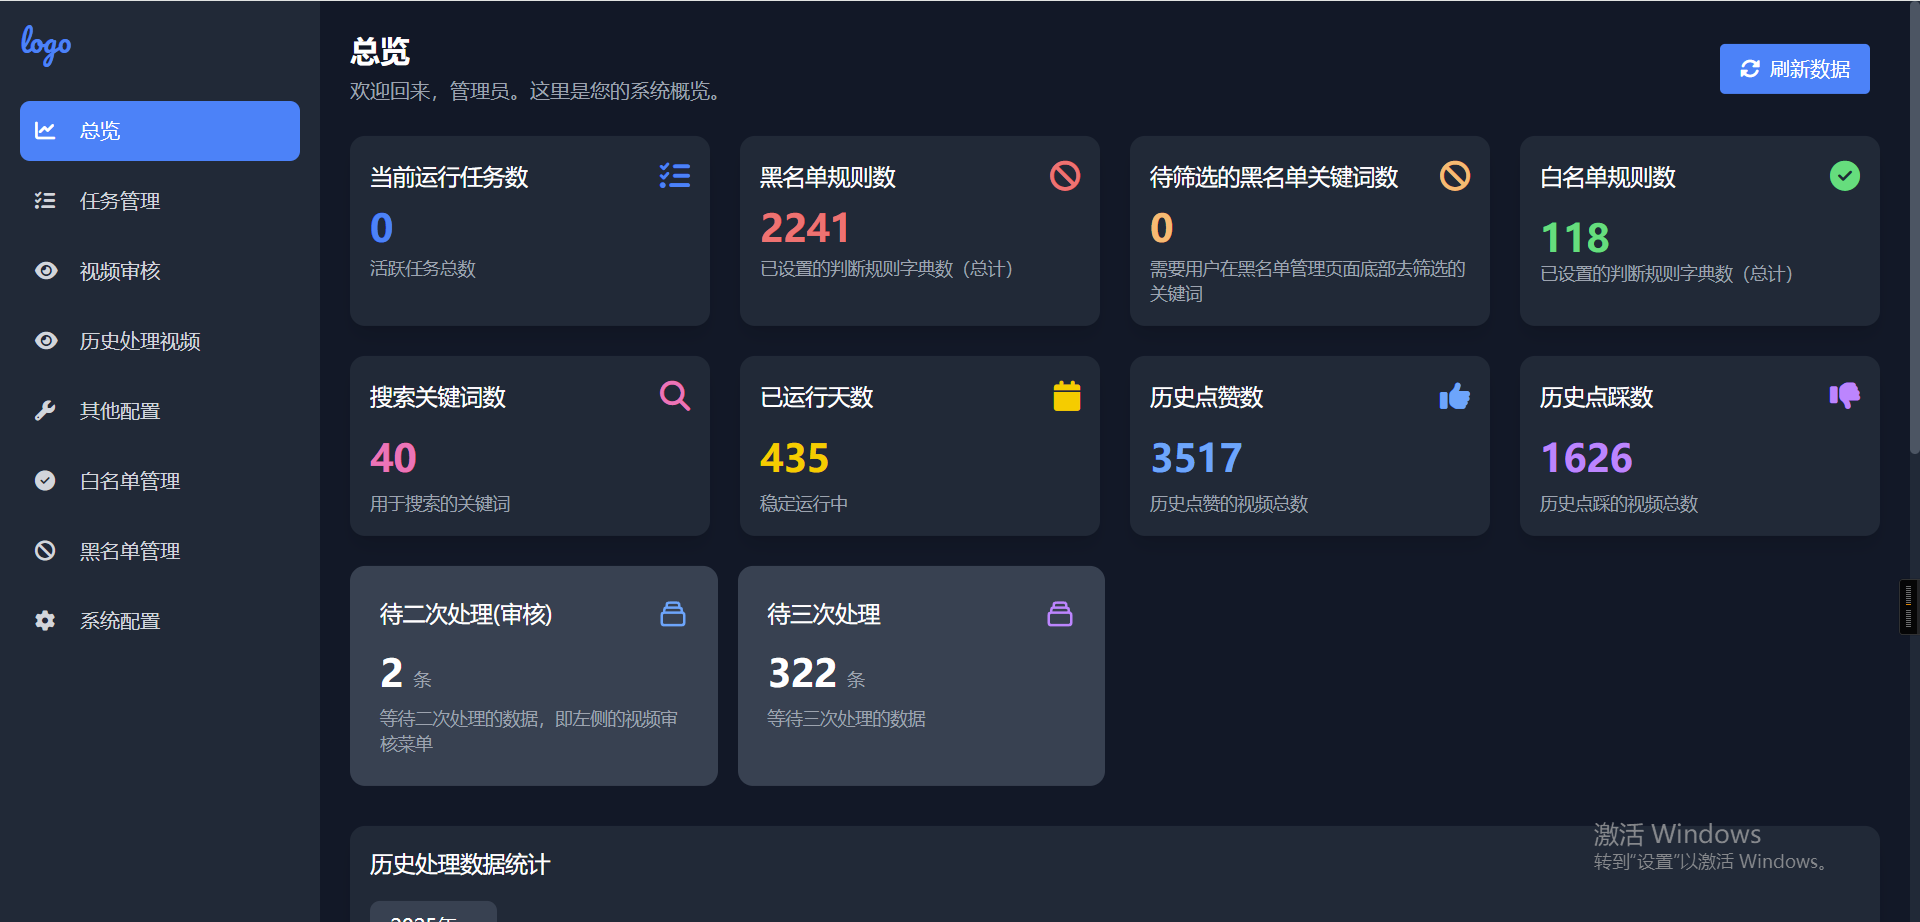 logo
总览
任务管理
视频审核
历史处理视频
其他配置
白名单管理
黑名单管理
系统配置
总览
欢迎回来，管理员。这里是您的系统概览。
刷新数据
当前运行任务数
0
活跃任务总数
黑名单规则数
2241
已设置的判断规则字典数（总计）
待筛选的黑名单关键词数
0
需要用户在黑名单管理页面底部去筛选的
关键词
白名单规则数
118
已设置的判断规则字典数（总计）
搜索关键词数
40
用于搜索的关键词
已运行天数
435
稳定运行中
历史点赞数
3517
历史点赞的视频总数
历史点踩数
1626
历史点踩的视频总数
待二次处理(审核)
2 条
等待二次处理的数据，即左侧的视频审
核菜单
待三次处理
322 条
等待三次处理的数据
历史处理数据统计
2025年
激活 Windows
转到“设置”以激活 Windows。